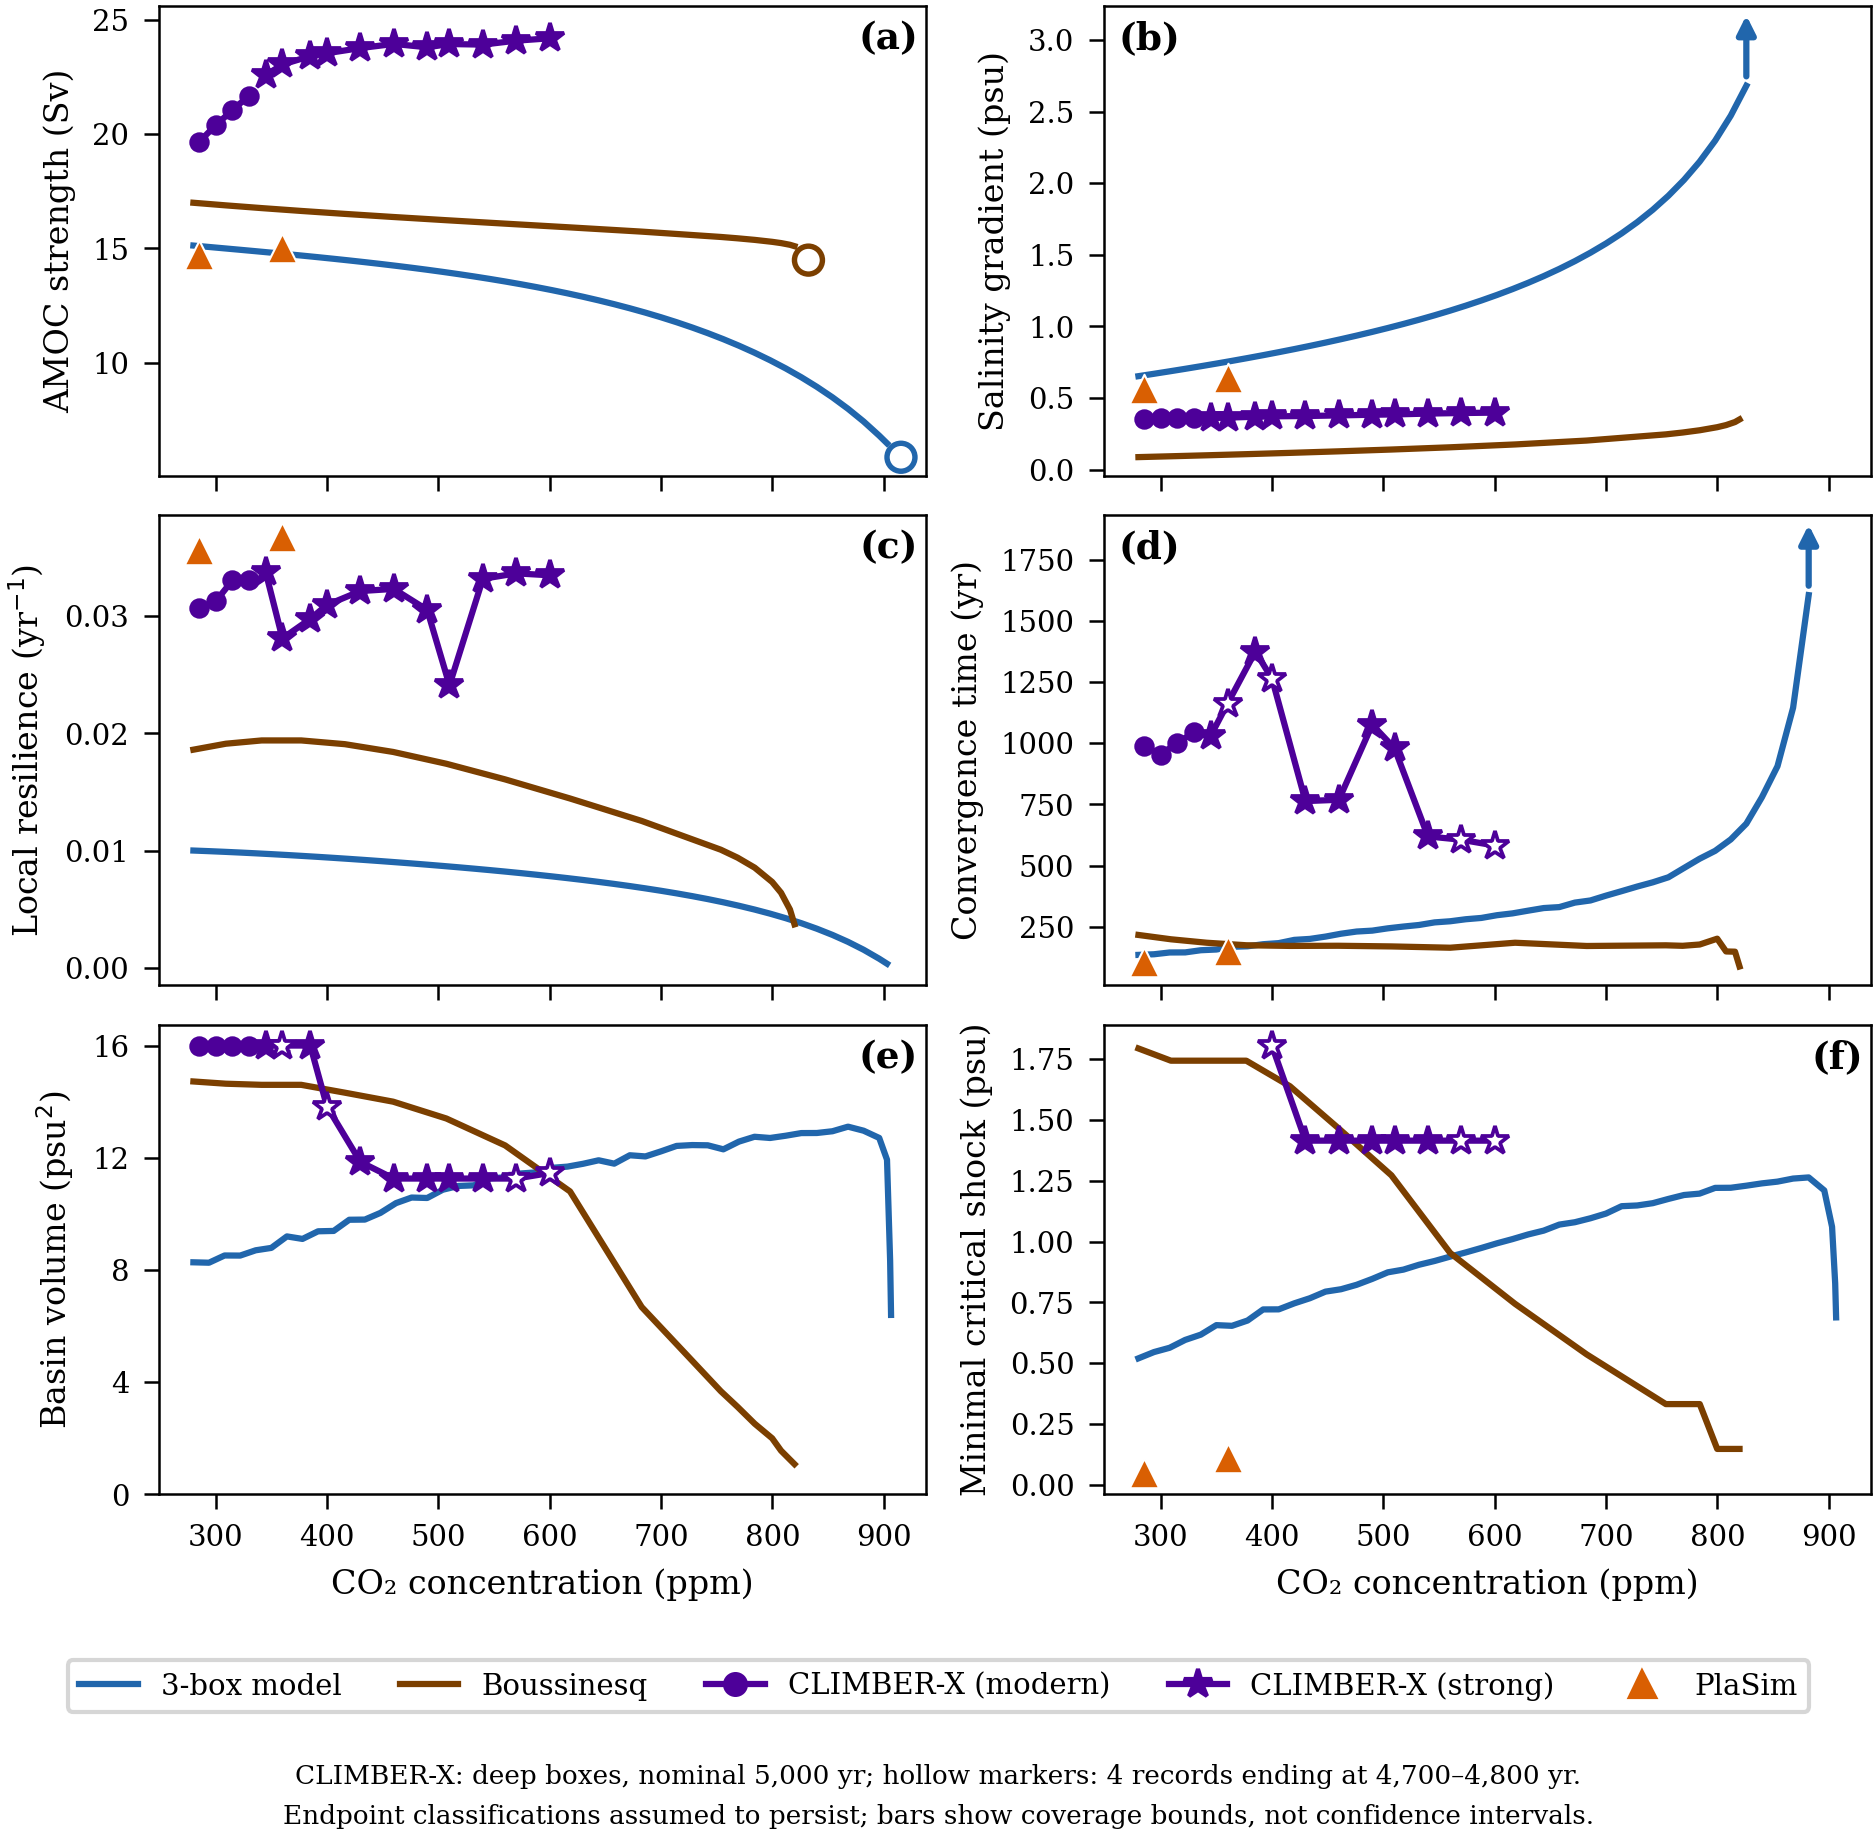 (a)
AMOC strength (Sv)
25
20
15
10
(b)
Salinity gradient (psu)
3.0
2.5
2.0
1.5
1.0
0.5
0.0
(c)
Local resilience (yr⁻¹)
0.03
0.02
0.01
0.00
(d)
Convergence time (yr)
1750
1500
1250
1000
750
500
250
(e)
Basin volume (psu²)
16
12
8
4
0
300 400 500 600 700 800 900
CO₂ concentration (ppm)
(f)
Minimal critical shock (psu)
1.75
1.50
1.25
1.00
0.75
0.50
0.25
0.00
300 400 500 600 700 800 900
CO₂ concentration (ppm)
3-box model Boussinesq CLIMBER-X (modern) CLIMBER-X (strong) PlaSim
CLIMBER-X: deep boxes, nominal 5,000 yr; hollow markers: 4 records ending at 4,700–4,800 yr.
Endpoint classifications assumed to persist; bars show coverage bounds, not confidence intervals.